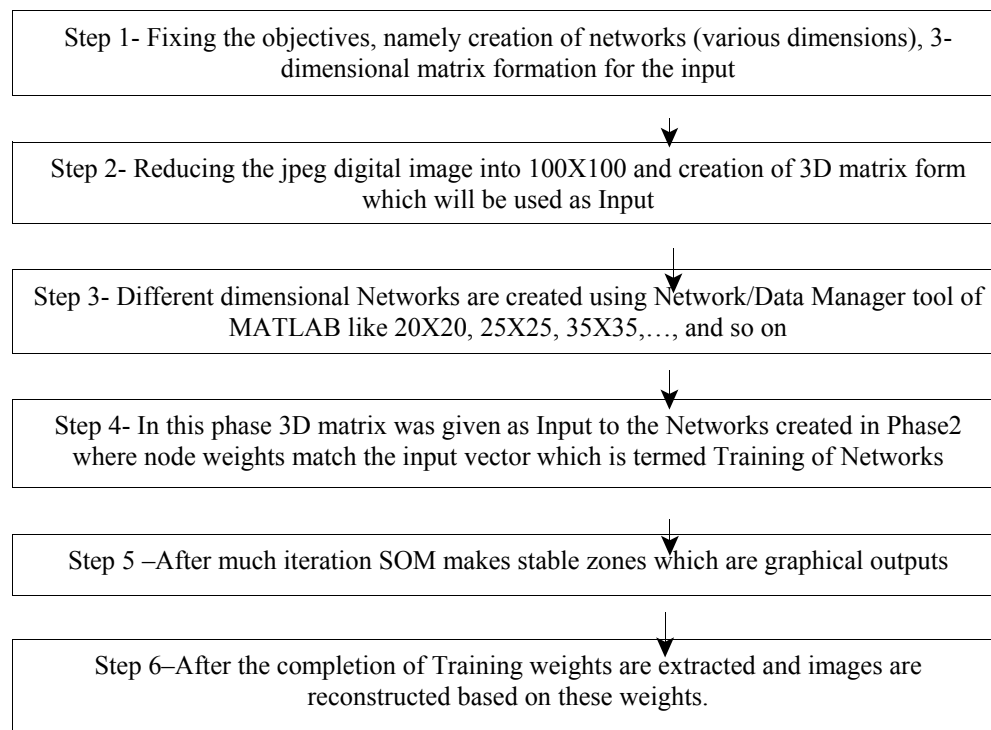 Step 1- Fixing the objectives, namely creation of networks (various dimensions), 3-
dimensional matrix formation for the input
Step 2- Reducing the jpeg digital image into 100X100 and creation of 3D matrix form
which will be used as Input
Step 3- Different dimensional Networks are created using Network/Data Manager tool of
MATLAB like 20X20, 25X25, 35X35,…, and so on
Step 4- In this phase 3D matrix was given as Input to the Networks created in Phase2
where node weights match the input vector which is termed Training of Networks
Step 5 –After much iteration SOM makes stable zones which are graphical outputs
Step 6–After the completion of Training weights are extracted and images are
reconstructed based on these weights.